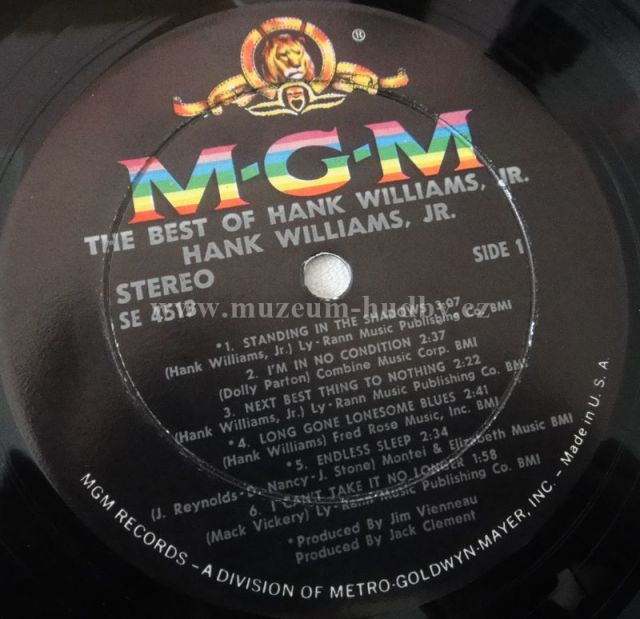 ®
M-G-M
THE BEST OF HANK WILLIAMS, JR.
HANK WILLIAMS, JR.
STEREO
SE 4513
SIDE 1
www.muzeum-hudby.cz
*1. STANDING IN THE SHADOWS 3:07
(Hank Williams, Jr.) Ly-Rann Music Publishing Co. BMI
2. I'M IN NO CONDITION 2:37
(Dolly Parton) Combine Music Corp. BMI
3. NEXT BEST THING TO NOTHING 2:22
(Hank Williams, Jr.) Ly-Rann Music Publishing Co. BMI
*4. LONG GONE LONESOME BLUES 2:41
(Hank Williams) Fred Rose Music, Inc. BMI
*5. ENDLESS SLEEP 2:34
(J. Reynolds-D. Nancy-J. Stone) Montei & Elizabeth Music BMI
6. I CAN'T TAKE IT NO LONGER 1:58
(Mack Vickery) Ly-Rann Music Publishing Co. BMI
*Produced By Jim Vienneau
Produced By Jack Clement
MGM RECORDS – A DIVISION OF METRO-GOLDWYN-MAYER, INC. – Made in U.S.A.